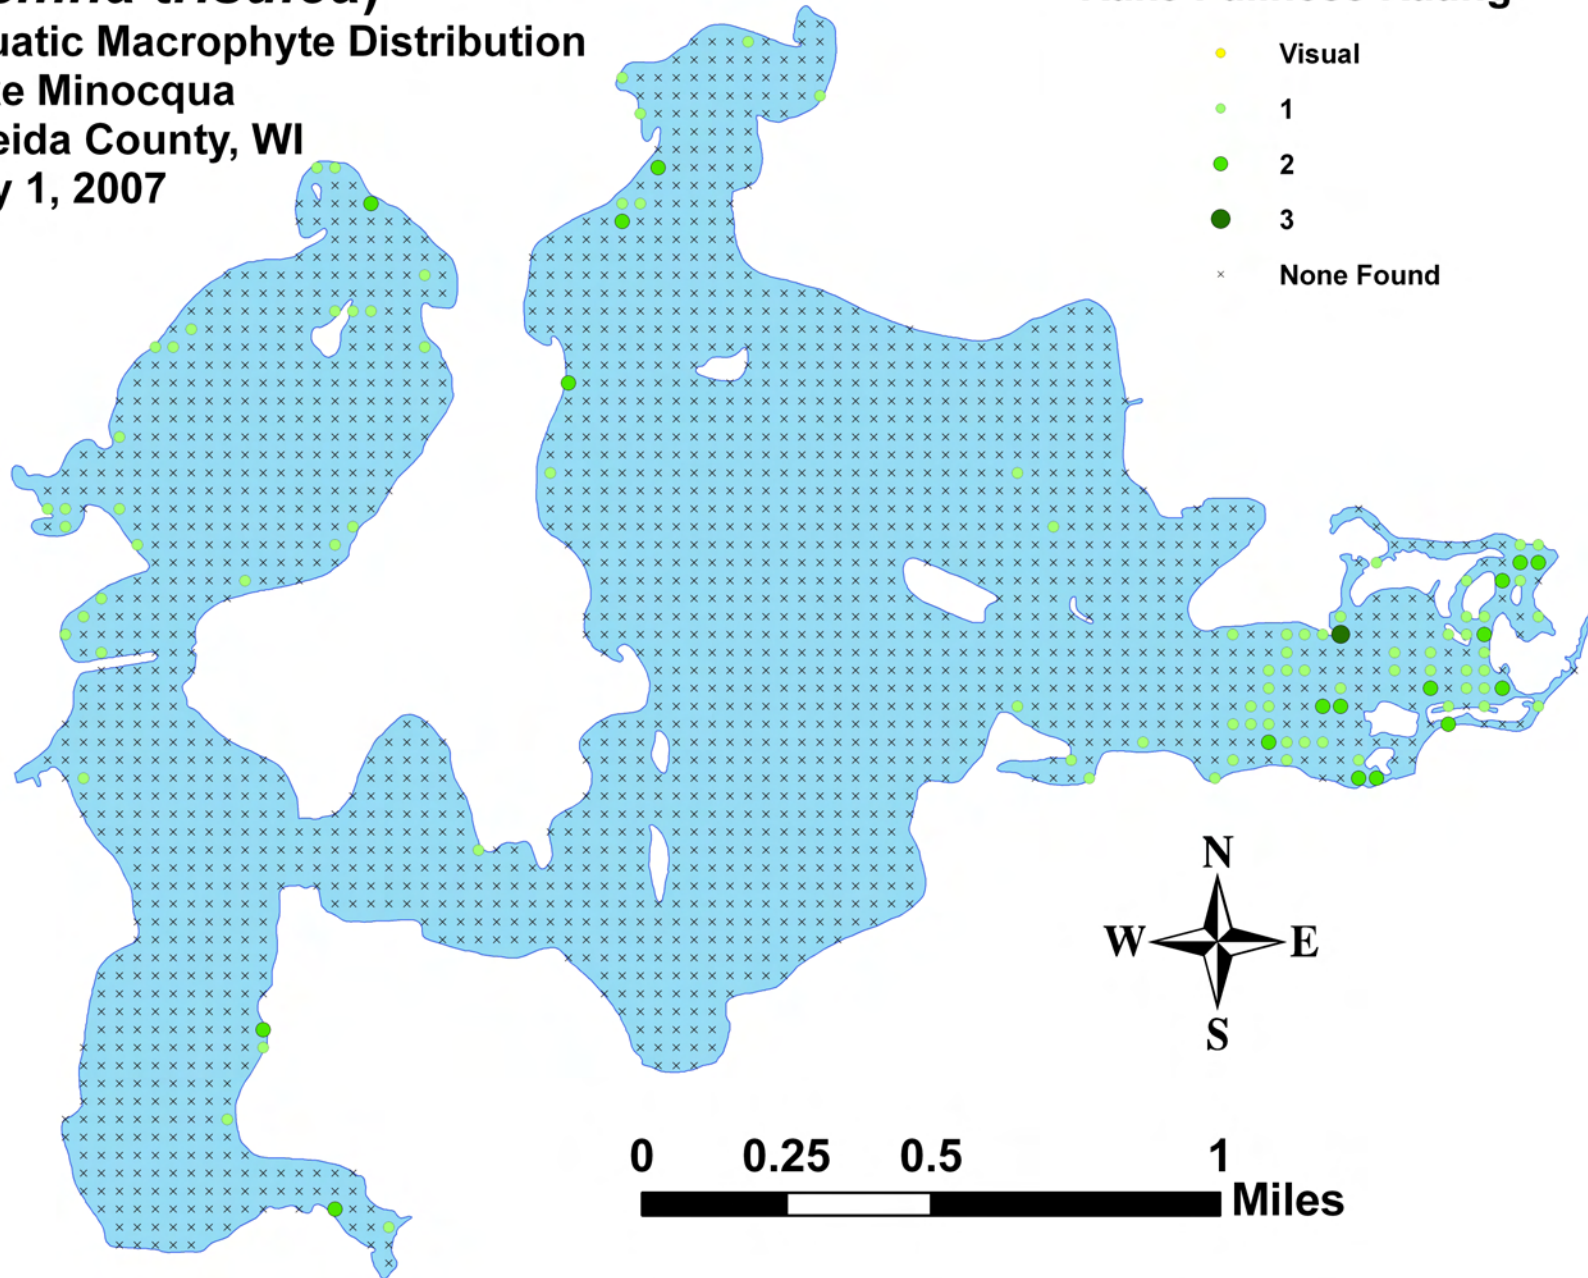 uatic Macrophyte Distribution
e Minocqua
eida County, WI
y 1, 2007
Visual
1
2
3
None Found
N
W
E
S
0 0.25 0.5 1
Miles